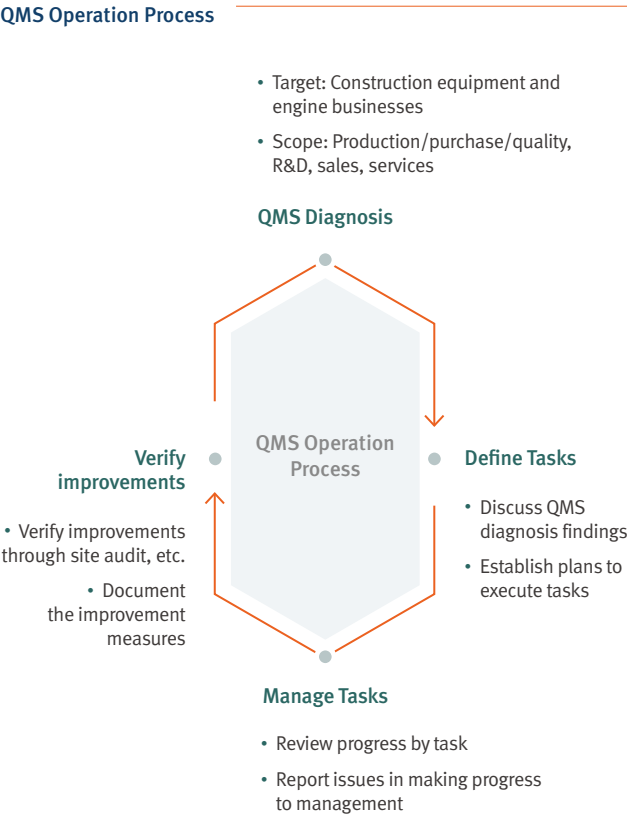 QMS Operation Process
• Target: Construction equipment and
engine businesses
• Scope: Production/purchase/quality,
R&D, sales, services
QMS Diagnosis
QMS Operation
Process
Define Tasks
• Discuss QMS
diagnosis findings
• Establish plans to
execute tasks
Manage Tasks
• Review progress by task
• Report issues in making progress
to management
Verify
improvements
• Verify improvements
through site audit, etc.
• Document
the improvement
measures